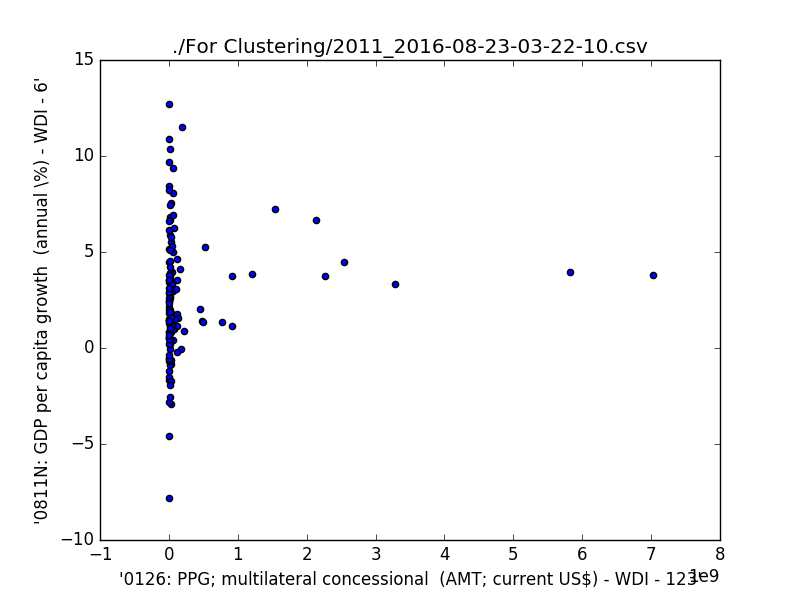 ./For Clustering/2011_2016-08-23-03-22-10.csv
'0811N: GDP per capita growth  (annual \%) - WDI - 6'
15
10
5
0
−5
−10
−1 0 1 2 3 4 5 6 7 8
1e9
'0126: PPG; multilateral concessional  (AMT; current US$) - WDI - 123'